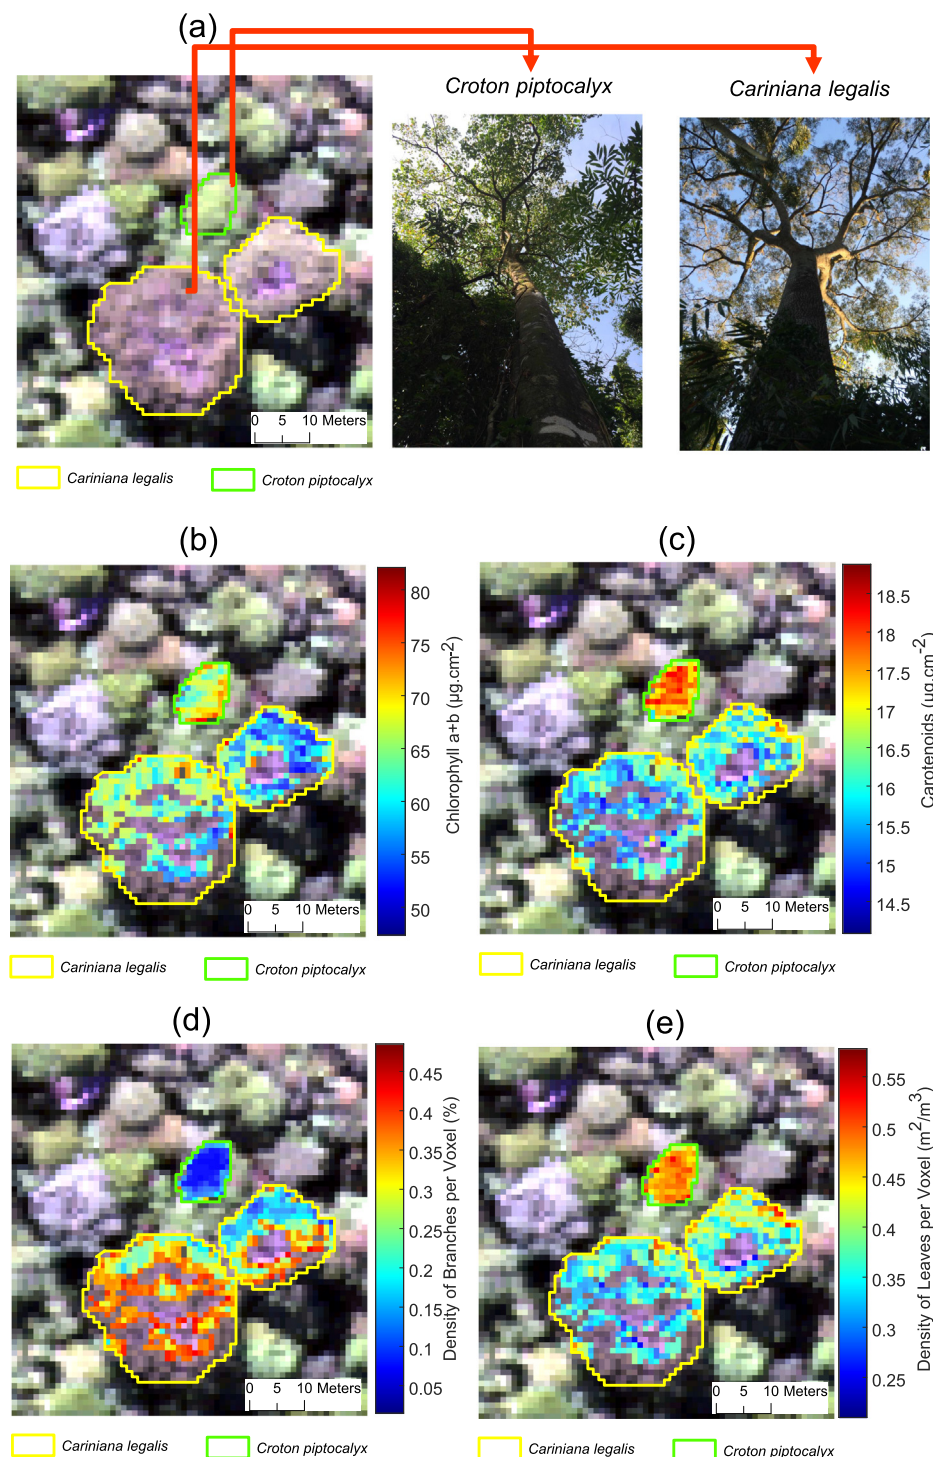 (a)
Croton piptocalyx
Cariniana legalis
0 5 10 Meters
Cariniana legalis
Croton piptocalyx
(b)
80
75
70
65
60
55
50
Chlorophyll a+b (µg.cm-2)
0 5 10 Meters
Cariniana legalis
Croton piptocalyx
(c)
18.5
18
17.5
17
16.5
16
15.5
15
14.5
Carotenoids (µg.cm-2)
0 5 10 Meters
Cariniana legalis
Croton piptocalyx
(d)
0.45
0.4
0.35
0.3
0.25
0.2
0.15
0.1
0.05
Density of Branches per Voxel (%)
0 5 10 Meters
Cariniana legalis
Croton piptocalyx
(e)
0.55
0.5
0.45
0.4
0.35
0.3
0.25
Density of Leaves per Voxel (m²/m³)
0 5 10 Meters
Cariniana legalis
Croton piptocalyx